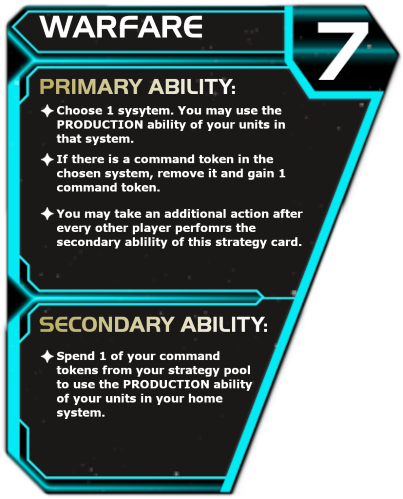 WARFARE
7
PRIMARY ABILITY:
Choose 1 sysytem. You may use the
PRODUCTION ability of your units in
that system.
If there is a command token in the
chosen system, remove it and gain 1
command token.
You may take an additional action after
every other player perfomrs the
secondary ablility of this strategy card.
SECONDARY ABILITY:
Spend 1 of your command
tokens from your strategy pool
to use the PRODUCTION ability
of your units in your home
system.